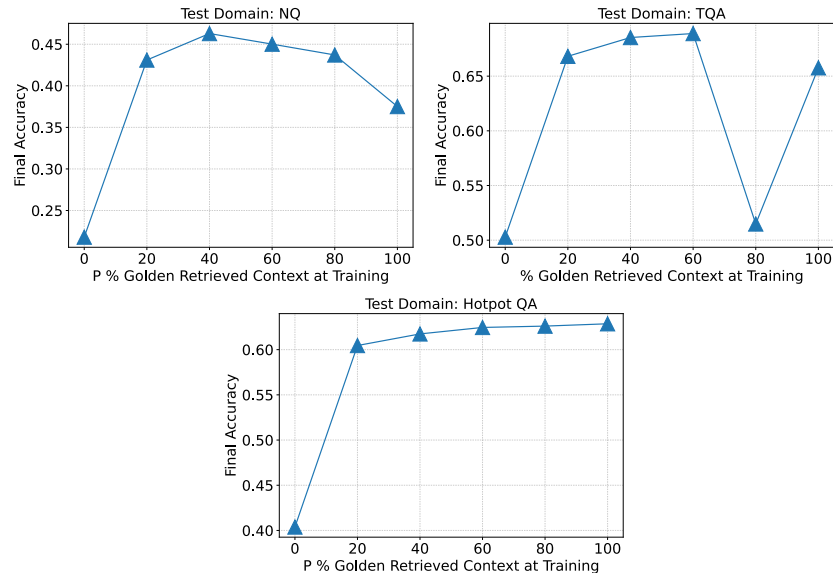 Test Domain: NQ
Final Accuracy
0.45
0.40
0.35
0.30
0.25
0 20 40 60 80 100
P % Golden Retrieved Context at Training
Test Domain: TQA
Final Accuracy
0.65
0.60
0.55
0.50
0 20 40 60 80 100
% Golden Retrieved Context at Training
Test Domain: Hotpot QA
Final Accuracy
0.60
0.55
0.50
0.45
0.40
0 20 40 60 80 100
P % Golden Retrieved Context at Training